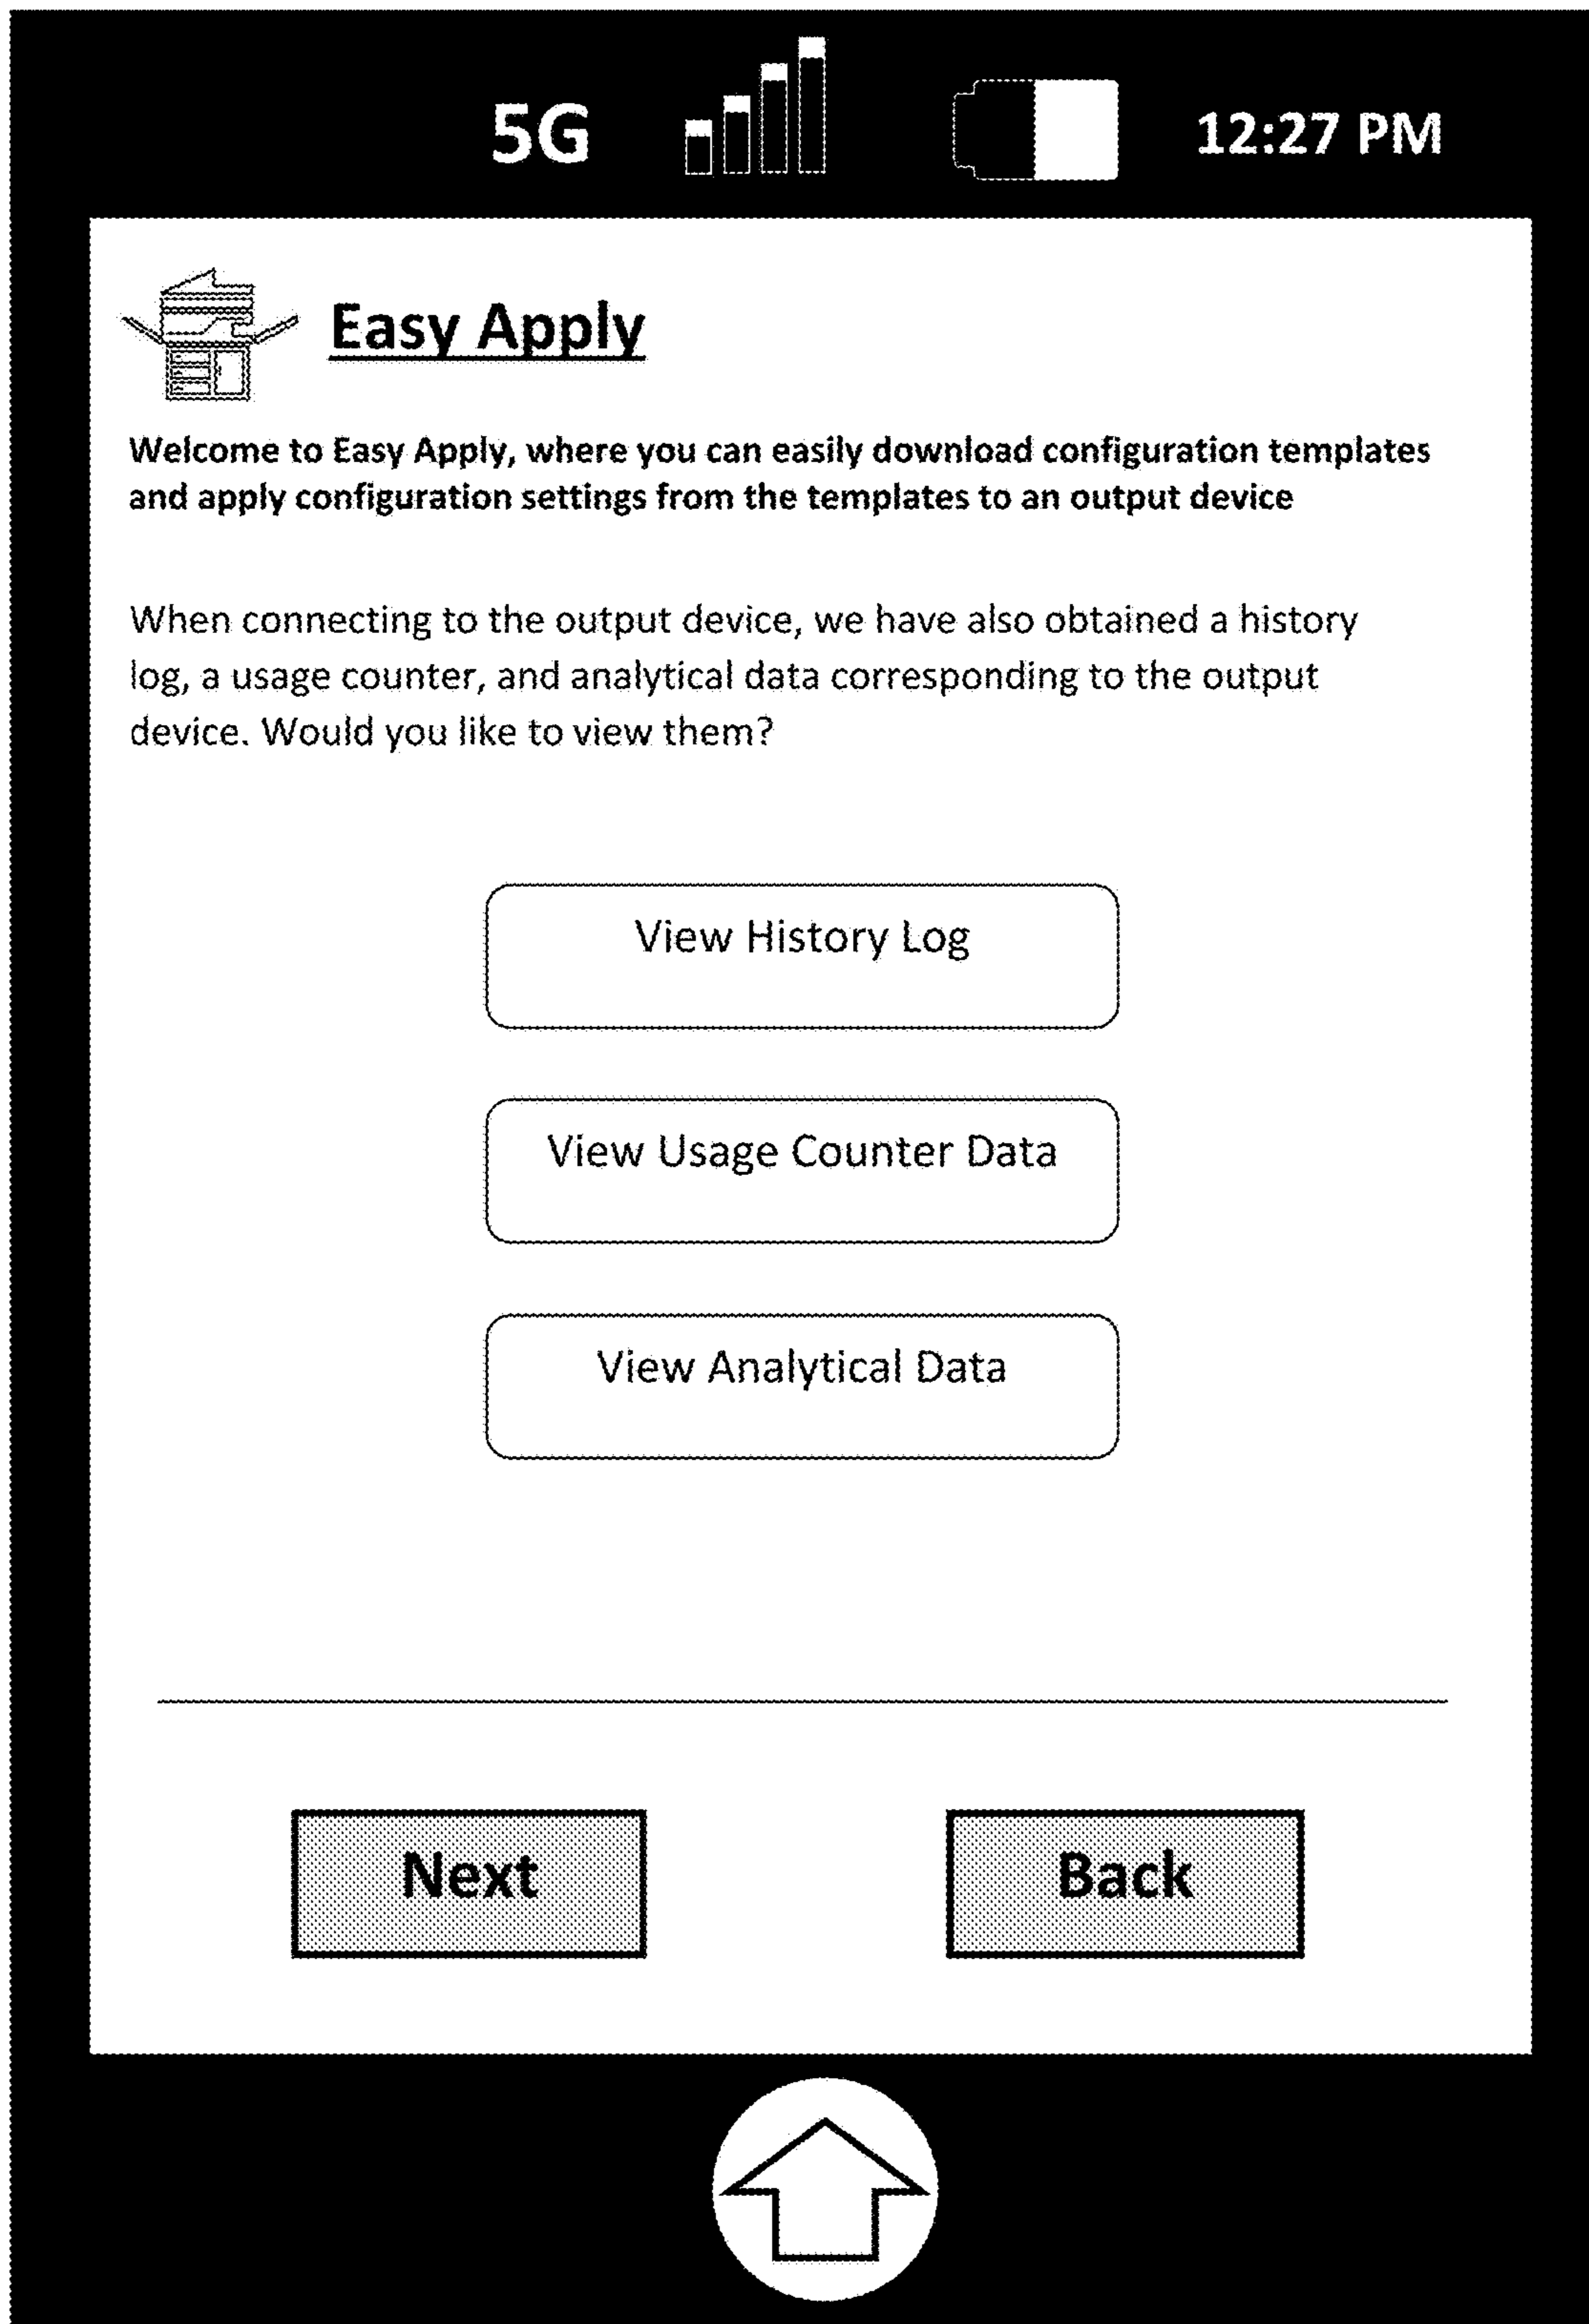 5G 12:27 PM
Easy Apply
Welcome to Easy Apply, where you can easily download configuration templates
and apply configuration settings from the templates to an output device
When connecting to the output device, we have also obtained a history
log, a usage counter, and analytical data corresponding to the output
device. Would you like to view them?
View History Log
View Usage Counter Data
View Analytical Data
Next Back